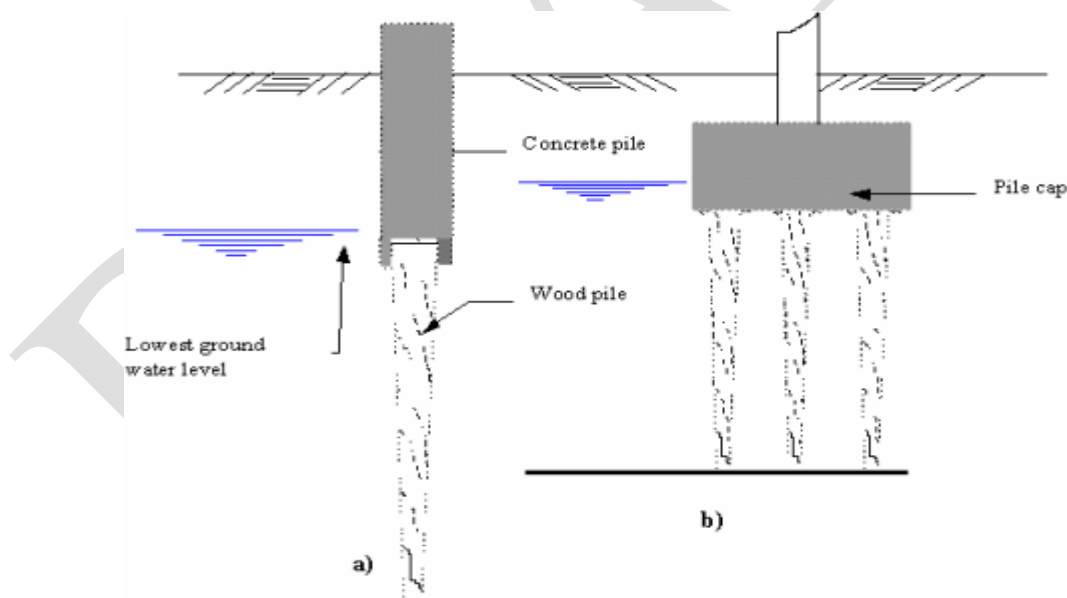 Concrete pile
Pile cap
Wood pile
Lowest ground
water level
b)
a)